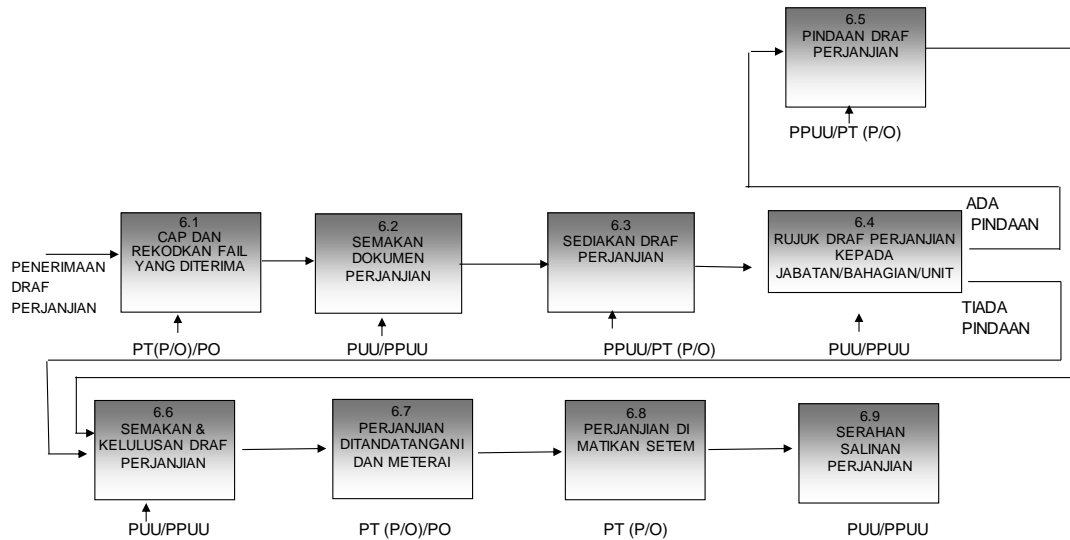 6.5
PINDAAN DRAF
PERJANJIAN
PPUU/PT (P/O)
PENERIMAAN
DRAF
PERJANJIAN
6.1
CAP DAN
REKODKAN FAIL
YANG DITERIMA
PT(P/O)/PO
6.2
SEMAKAN
DOKUMEN
PERJANJIAN
PUU/PPUU
6.3
SEDIAKAN DRAF
PERJANJIAN
PPUU/PT (P/O)
6.4
RUJUK DRAF PERJANJIAN
KEPADA
JABATAN/BAHAGIAN/UNIT
PUU/PPUU
ADA
PINDAAN
TIADA
PINDAAN
6.6
SEMAKAN &
KELULUSAN DRAF
PERJANJIAN
PUU/PPUU
6.7
PERJANJIAN
DITANDATANGANI
DAN METERAI
PT (P/O)/PO
6.8
PERJANJIAN DI
MATIKAN SETEM
PT (P/O)
6.9
SERAHAN
SALINAN
PERJANJIAN
PUU/PPUU